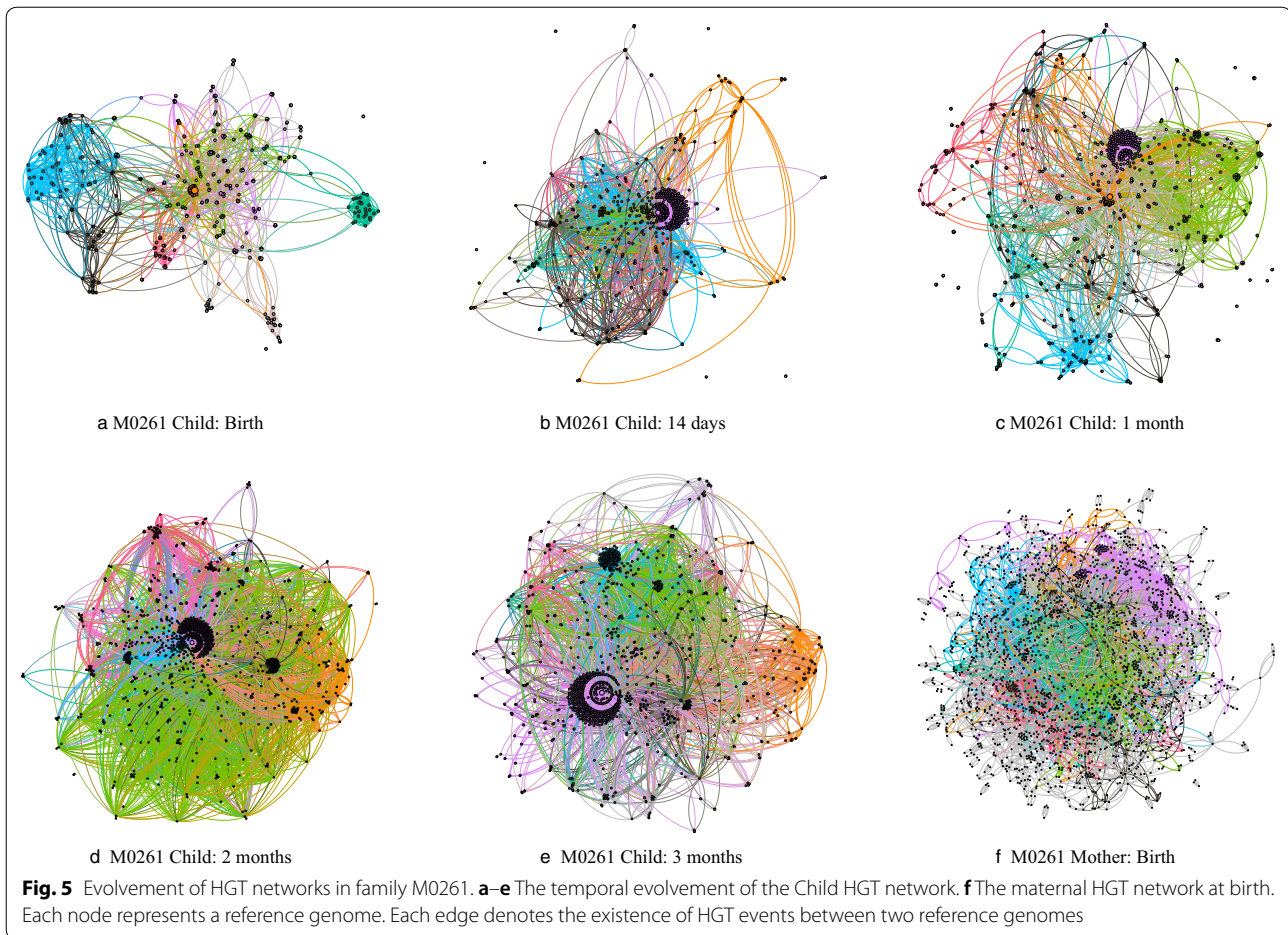 a M0261 Child: Birth
b M0261 Child: 14 days
c M0261 Child: 1 month
d M0261 Child: 2 months
e M0261 Child: 3 months
f M0261 Mother: Birth
Fig. 5 Evolvement of HGT networks in family M0261. a–e The temporal evolvement of the Child HGT network. f The maternal HGT network at birth.
Each node represents a reference genome. Each edge denotes the existence of HGT events between two reference genomes